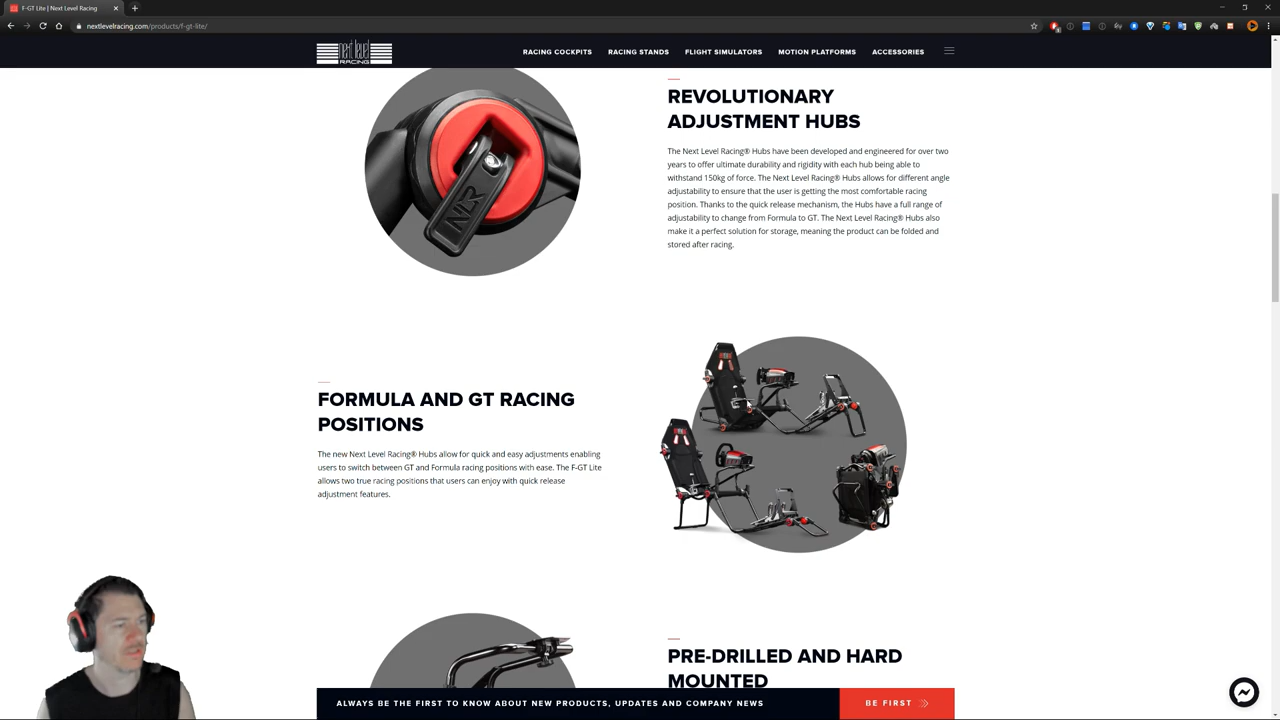 F-GT Lite | Next Level Racing
nextlevelracing.com/products/f-gt-lite/
next level
RACING
RACING COCKPITS
RACING STANDS
FLIGHT SIMULATORS
MOTION PLATFORMS
ACCESSORIES
NLR
REVOLUTIONARY
ADJUSTMENT HUBS
The Next Level Racing® Hubs have been developed and engineered for over two
years to offer ultimate durability and rigidity with each hub being able to
withstand 150kg of force. The Next Level Racing® Hubs allows for different angle
adjustability to ensure that the user is getting the most comfortable racing
position. Thanks to the quick release mechanism, the Hubs have a full range of
adjustability to change from Formula to GT. The Next Level Racing® Hubs also
make it a perfect solution for storage, meaning the product can be folded and
stored after racing.
FORMULA AND GT RACING
POSITIONS
The new Next Level Racing® Hubs allow for quick and easy adjustments enabling
users to switch between GT and Formula racing positions with ease. The F-GT Lite
allows two true racing positions that users can enjoy with quick release
adjustment features.
PRE-DRILLED AND HARD
MOUNTED
ALWAYS BE THE FIRST TO KNOW ABOUT NEW PRODUCTS, UPDATES AND COMPANY NEWS
BE FIRST